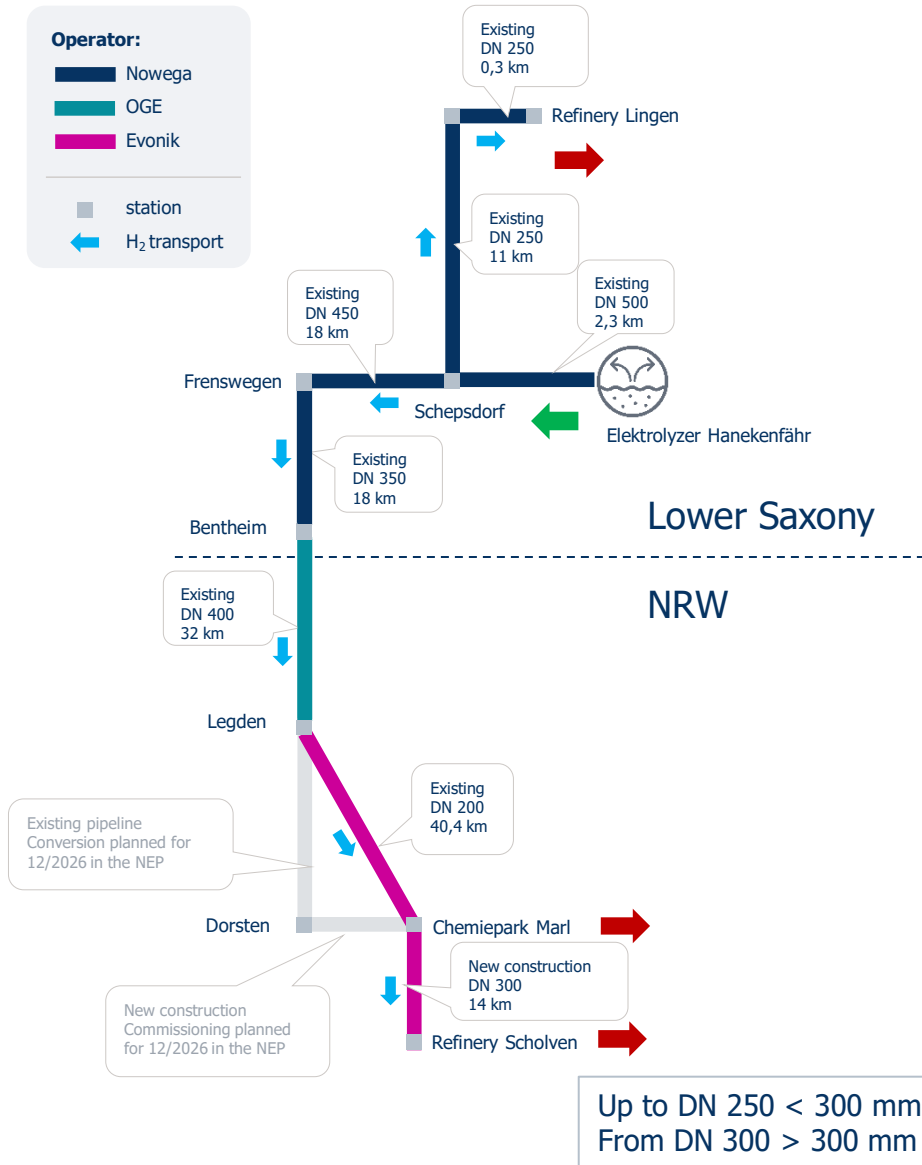 Operator:
Nowega
OGE
Evonik
station
H₂ transport
Existing
DN 250
0,3 km
Refinery Lingen
Existing
DN 250
11 km
Existing
DN 500
2,3 km
Existing
DN 450
18 km
Frenswegen
Schepsdorf
Elektrolyzer Hanekenfähr
Existing
DN 350
18 km
Bentheim
Lower Saxony
NRW
Existing
DN 400
32 km
Legden
Existing
DN 200
40,4 km
Existing pipeline
Conversion planned for
12/2026 in the NEP
Dorsten
Chemiepark Marl
New construction
DN 300
14 km
New construction
Commissioning planned
for 12/2026 in the NEP
Refinery Scholven
Up to DN 250 < 300 mm
From DN 300 > 300 mm